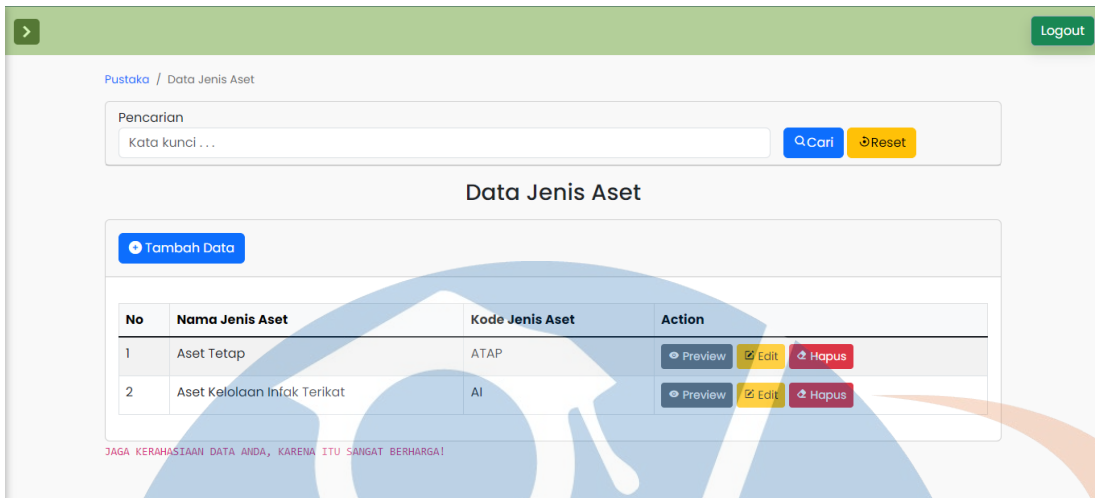 Logout
Pustaka / Data Jenis Aset
Pencarian
Kata kunci . . .
Cari Reset
Data Jenis Aset
Tambah Data
No Nama Jenis Aset Kode Jenis Aset Action
1 Aset Tetap ATAP Preview Edit Hapus
2 Aset Kelolaan Infak Terikat AI Preview Edit Hapus
JAGA KERAHASIAAN DATA ANDA, KARENA ITU SANGAT BERHARGA!